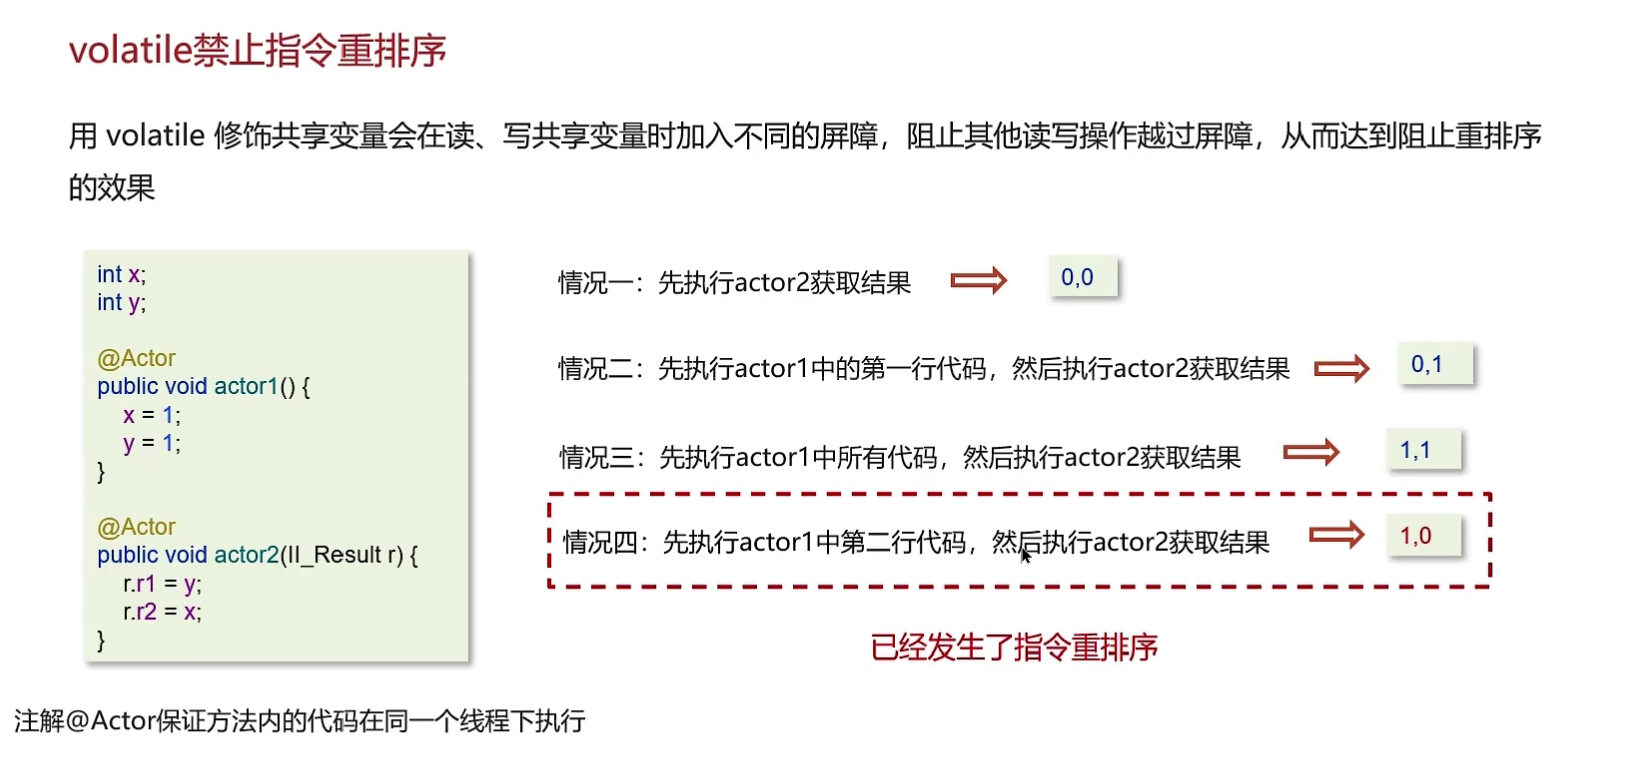 volatile禁止指令重排序
用 volatile 修饰共享变量会在读、写共享变量时加入不同的屏障，阻止其他读写操作越过屏障，从而达到阻止重排序
的效果
int x;
int y;
@Actor
public void actor1() {
x = 1;
y = 1;
}
@Actor
public void actor2(II_Result r) {
r.r1 = y;
r.r2 = x;
}
情况一：先执行actor2获取结果
0,0
情况二：先执行actor1中的第一行代码，然后执行actor2获取结果
0,1
情况三：先执行actor1中所有代码，然后执行actor2获取结果
1,1
情况四：先执行actor1中第二行代码，然后执行actor2获取结果
1,0
已经发生了指令重排序
注解@Actor保证方法内的代码在同一个线程下执行